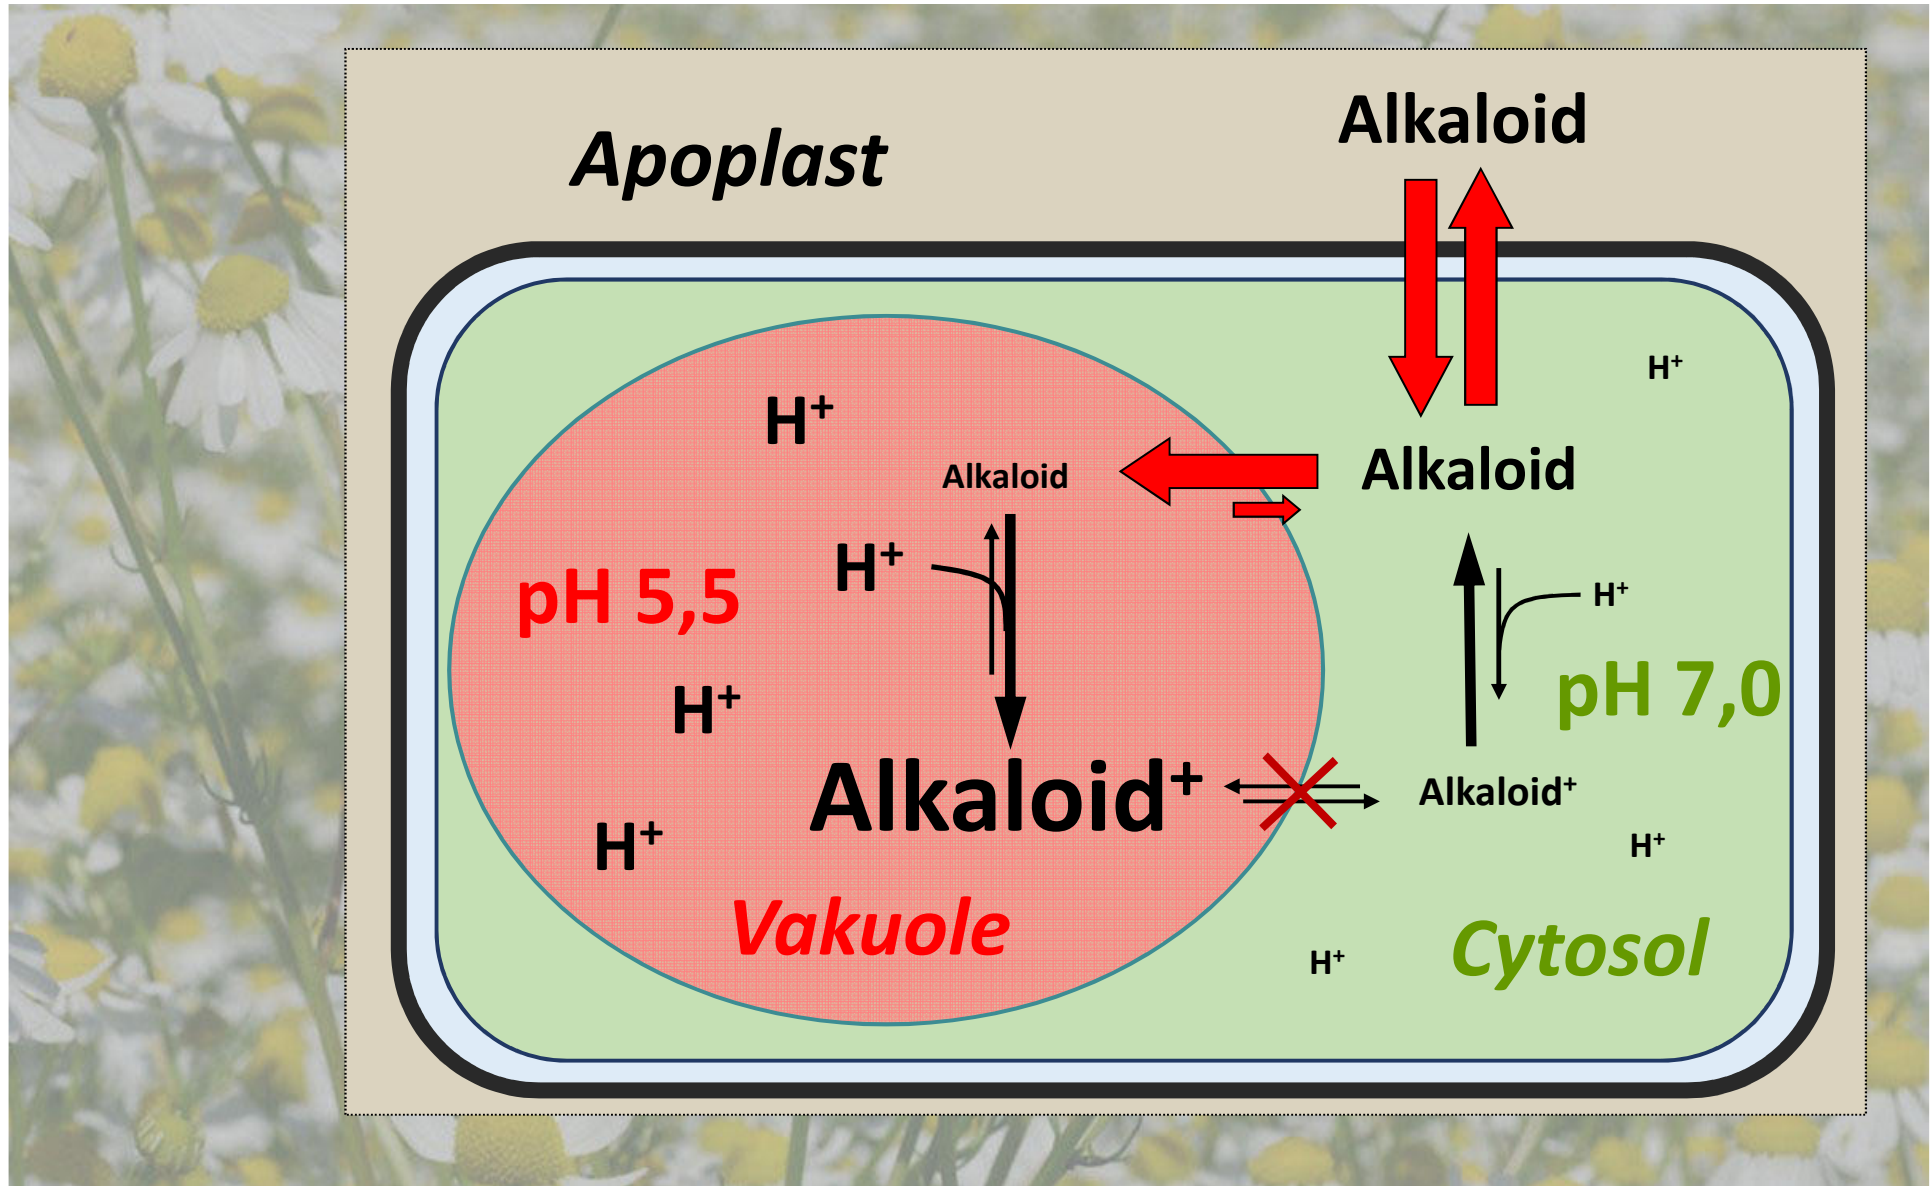 Alkaloid
Apoplast
H⁺
H⁺
Alkaloid
Alkaloid
H⁺
pH 5,5
H⁺
pH 7,0
H⁺
Alkaloid⁺
Alkaloid⁺
H⁺
H⁺
Vakuole
Cytosol
H⁺